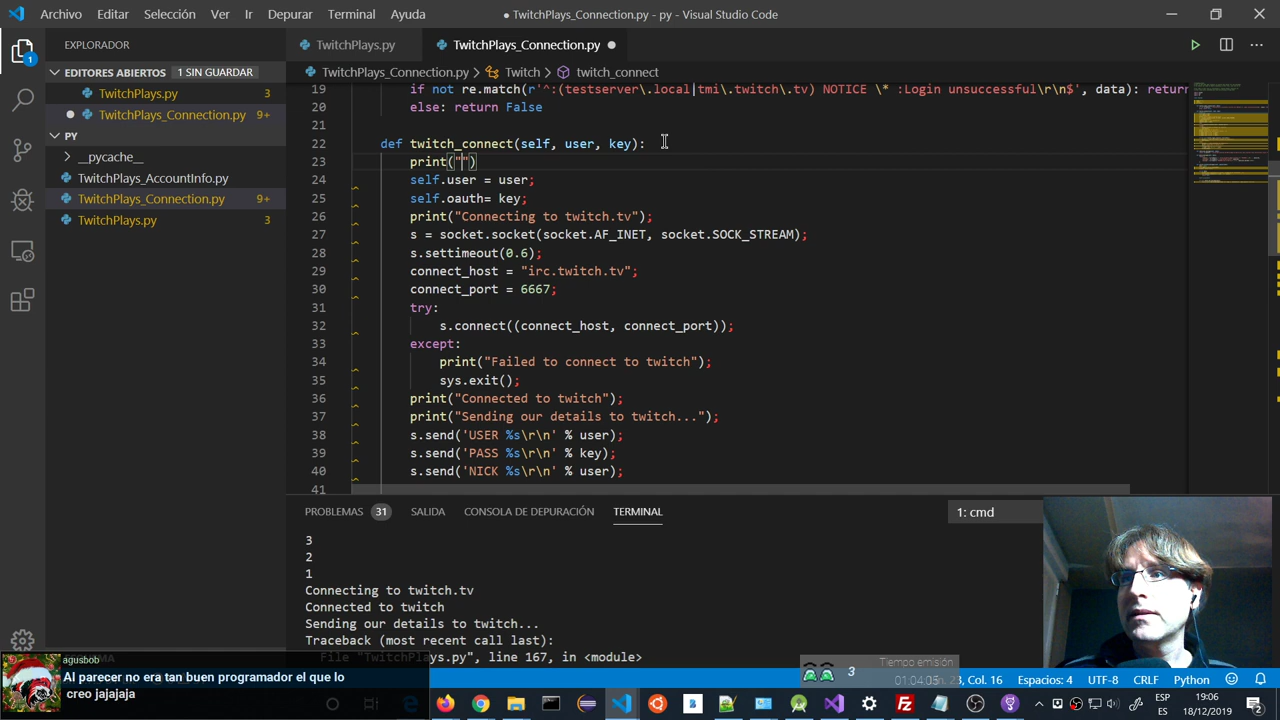 Archivo Editar Selección Ver Ir Depurar Terminal Ayuda
● TwitchPlays_Connection.py - py - Visual Studio Code
EXPLORADOR
TwitchPlays.py
TwitchPlays_Connection.py ●
EDITORES ABIERTOS 1 SIN GUARDAR
TwitchPlays_Connection.py > Twitch > twitch_connect
TwitchPlays.py 3
TwitchPlays_Connection.py 9+
PY
__pycache__
TwitchPlays_AccountInfo.py
TwitchPlays_Connection.py 9+
TwitchPlays.py 3
19 if not re.match(r'^:(testserver\.local|tmi\.twitch\.tv) NOTICE \* :Login unsuccessful\r\n$', data): return
20 else: return False
21
22 def twitch_connect(self, user, key):
23 print("")
24 self.user = user;
25 self.oauth= key;
26 print("Connecting to twitch.tv");
27 s = socket.socket(socket.AF_INET, socket.SOCK_STREAM);
28 s.settimeout(0.6);
29 connect_host = "irc.twitch.tv";
30 connect_port = 6667;
31 try:
32 s.connect((connect_host, connect_port));
33 except:
34 print("Failed to connect to twitch");
35 sys.exit();
36 print("Connected to twitch");
37 print("Sending our details to twitch...");
38 s.send('USER %s\r\n' % user);
39 s.send('PASS %s\r\n' % key);
40 s.send('NICK %s\r\n' % user);
41
PROBLEMAS 31 SALIDA CONSOLA DE DEPURACIÓN TERMINAL 1: cmd
3
2
1
Connecting to twitch.tv
Connected to twitch
Sending our details to twitch...
Traceback (most recent call last):
File "TwitchPlays.py", line 167, in <module>
agusbob
Al parecer no era tan buen programador el que lo
creo jajajaja
3
Tiempo emisión
01:04:05
23, Col. 16 Espacios: 4 UTF-8 CRLF Python
ESP
ES
19:06
18/12/2019
2
1